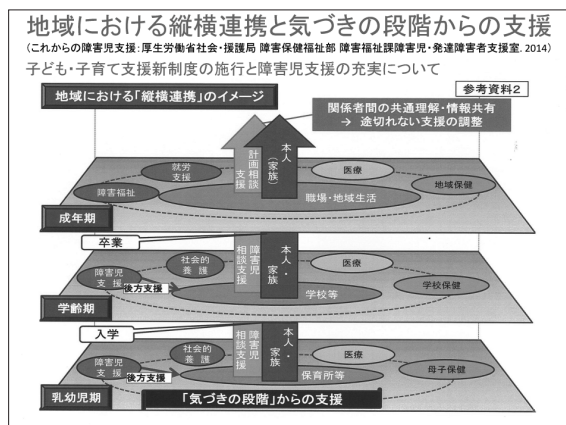 地域における縦横連携と気づきの段階からの支援
(これからの障害児支援:厚生労働省社会・援護局 障害保健福祉部 障害福祉課障害児・発達障害者支援室. 2014)
子ども・子育て支援新制度の施行と障害児支援の充実について
参考資料2
地域における「縦横連携」のイメージ
関係者間の共通理解・情報共有
→ 途切れない支援の調整
本人(家族)
計画相談支援
就労支援
医療
障害福祉
職場・地域生活
地域保健
成年期
卒業
本人・家族
障害児相談支援
社会的養護
医療
障害児支援
後方支援
学校等
学校保健
学齢期
入学
本人・家族
障害児相談支援
社会的養護
医療
障害児支援
後方支援
保育所等
母子保健
乳幼児期
「気づきの段階」からの支援